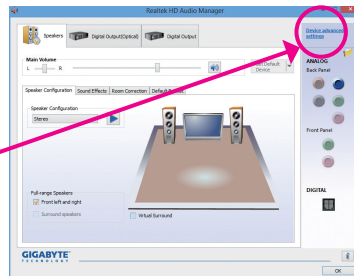 Realtek HD Audio Manager
Speakers
Digital Output(Optical)
Digital Output
Device advanced
settings
Main Volume
L
R
Set Default
Device
ANALOG
Back Panel
Speaker Configuration
Sound Effects
Room Correction
Speaker Configuration
Stereo
Front Panel
Full-range Speakers
Front left and right
Surround speakers
Virtual Surround
DIGITAL
GIGABYTE
TECHNOLOGY
OK